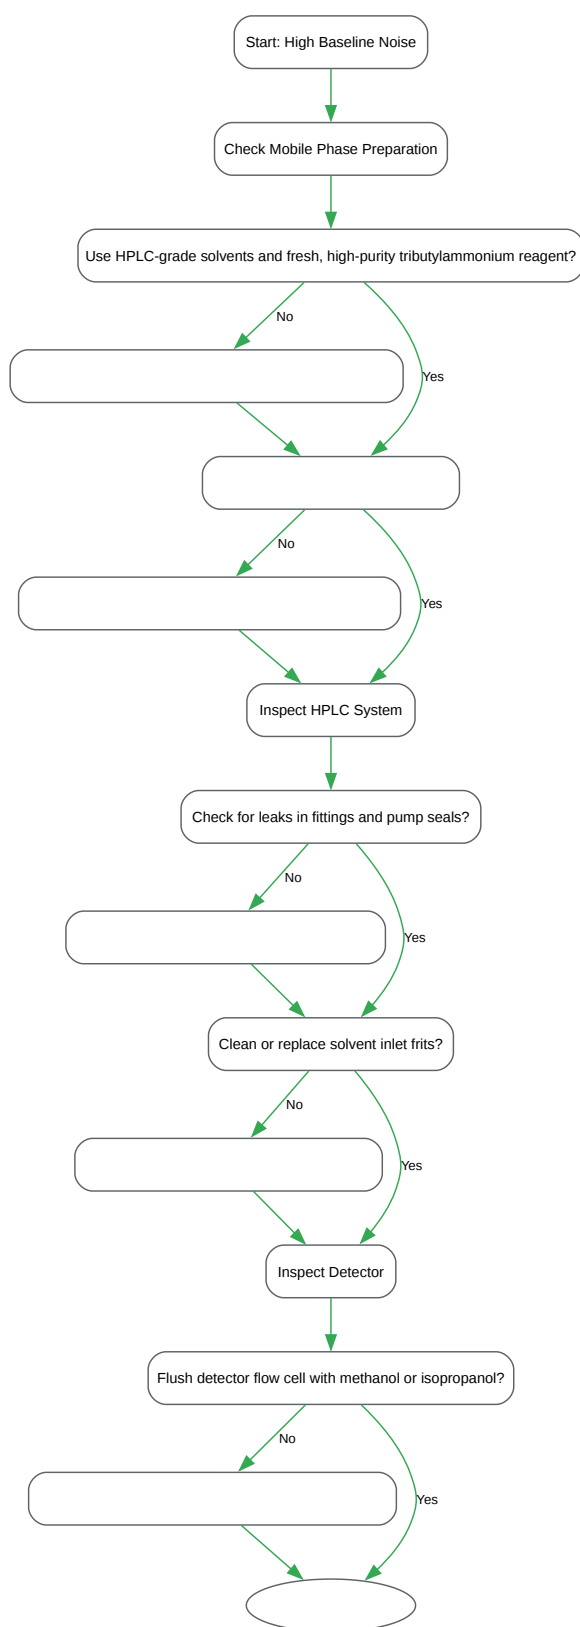 Start: High Baseline Noise
Check Mobile Phase Preparation
Use HPLC-grade solvents and fresh, high-purity tributylammonium reagent?
No
Yes
No
Yes
Inspect HPLC System
Check for leaks in fittings and pump seals?
No
Yes
Clean or replace solvent inlet frits?
No
Yes
Inspect Detector
Flush detector flow cell with methanol or isopropanol?
No
Yes